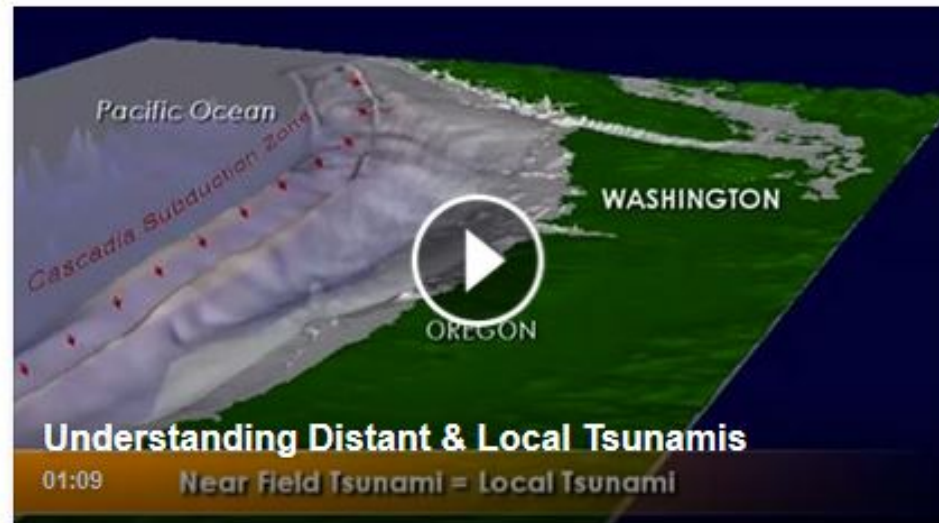 Pacific Ocean
Cascadia Subduction Zone
WASHINGTON
OREGON
Understanding Distant & Local Tsunamis
01:09
Near Field Tsunami = Local Tsunami